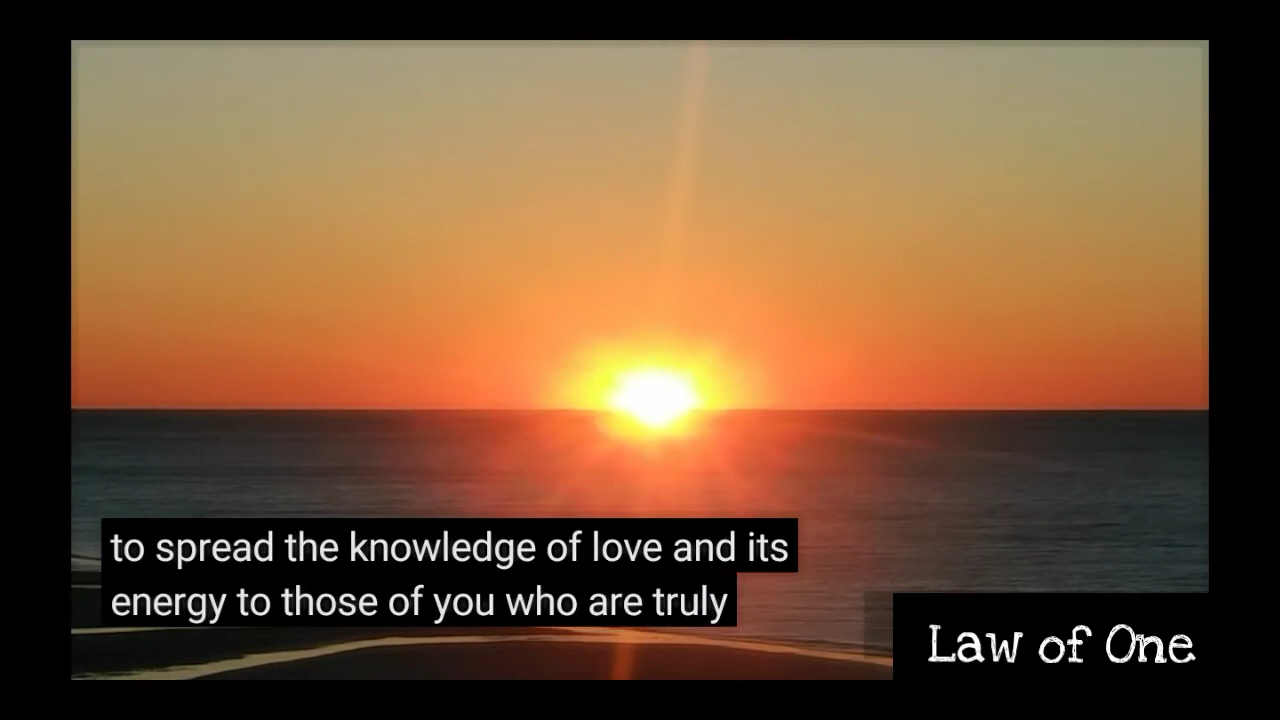 to spread the knowledge of love and its
energy to those of you who are truly
Law of One